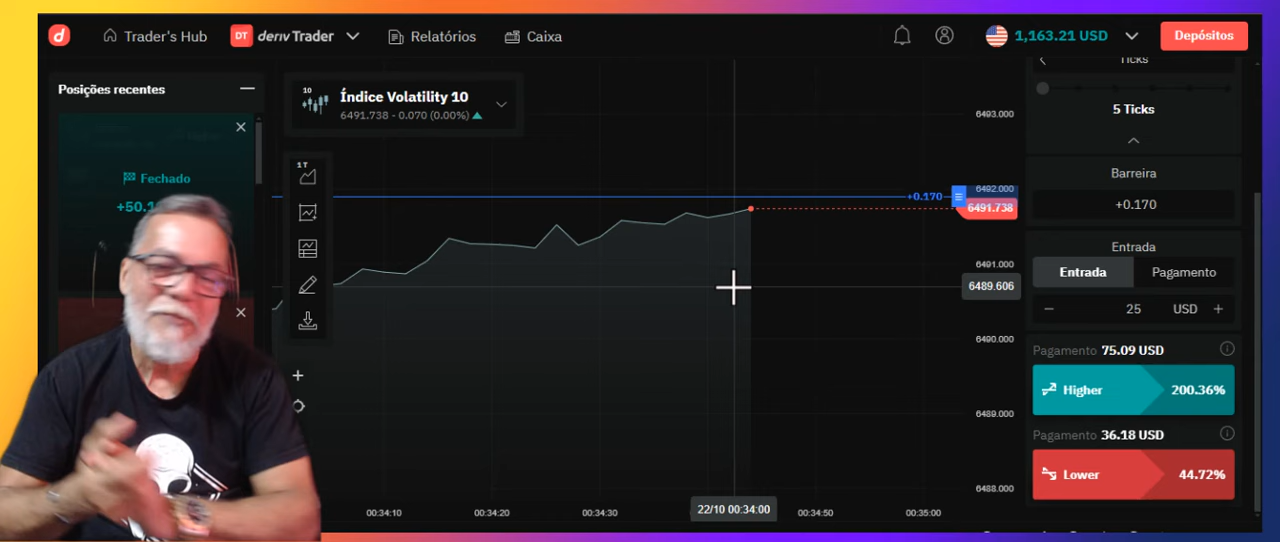 Trader's Hub
DT deriv Trader
Relatórios
Caixa
1,163.21 USD
Depósitos
Posições recentes
Fechado
10
Índice Volatility 10
6491.738 - 0.070 (0.00%)
1T
+0.170
6493.000
6492.000
6491.738
6491.000
6489.606
6490.000
6489.000
6488.000
00:34:10
00:34:20
00:34:30
22/10 00:34:00
00:34:50
00:35:00
Ticks
5 Ticks
Barreira
+0.170
Entrada
Entrada
Pagamento
25
USD
Pagamento 75.09 USD
Higher
200.36%
Pagamento 36.18 USD
Lower
44.72%